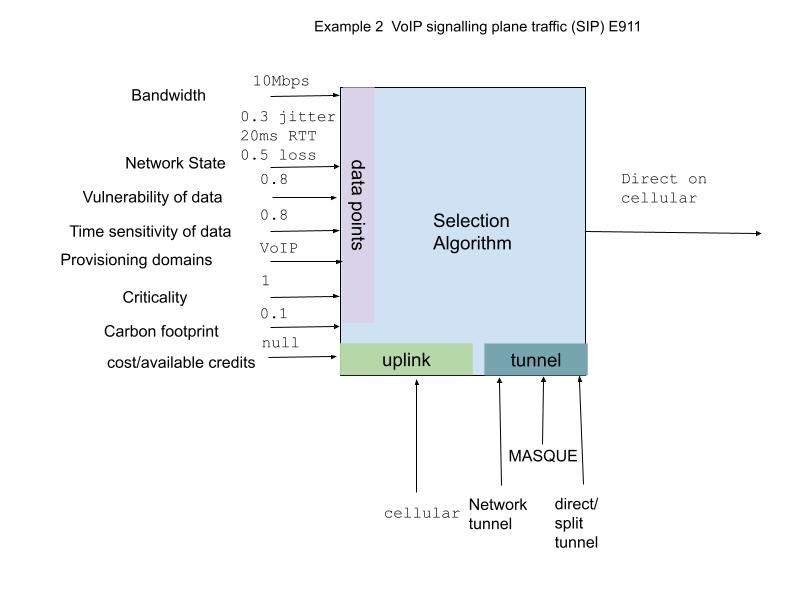 Example 2  VoIP signalling plane traffic (SIP) E911
10Mbps
Bandwidth
0.3 jitter
20ms RTT
0.5 loss
Network State
0.8
Vulnerability of data
0.8
Time sensitivity of data
VoIP
Provisioning domains
1
Criticality
0.1
Carbon footprint
null
cost/available credits
data points
Selection
Algorithm
Direct on
cellular
uplink
tunnel
cellular
Network
tunnel
MASQUE
direct/
split
tunnel